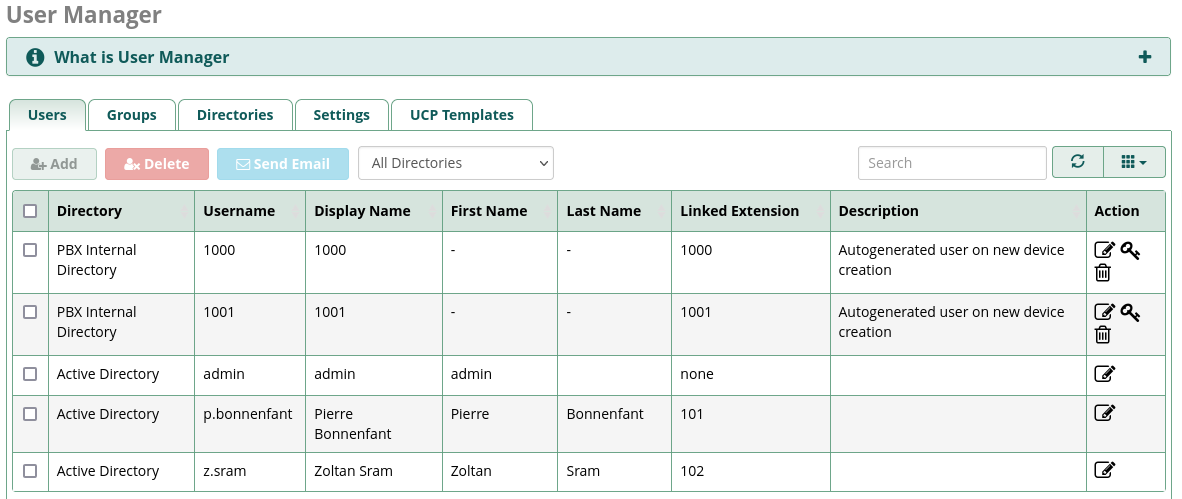 User Manager
What is User Manager
Users Groups Directories Settings UCP Templates
Add Delete Send Email All Directories Search
Directory Username Display Name First Name Last Name Linked Extension Description Action
PBX Internal Directory 1000 1000 - - 1000 Autogenerated user on new device creation
PBX Internal Directory 1001 1001 - - 1001 Autogenerated user on new device creation
Active Directory admin admin admin none
Active Directory p.bonnenfant Pierre Bonnenfant Pierre Bonnenfant 101
Active Directory z.sram Zoltan Sram Zoltan Sram 102